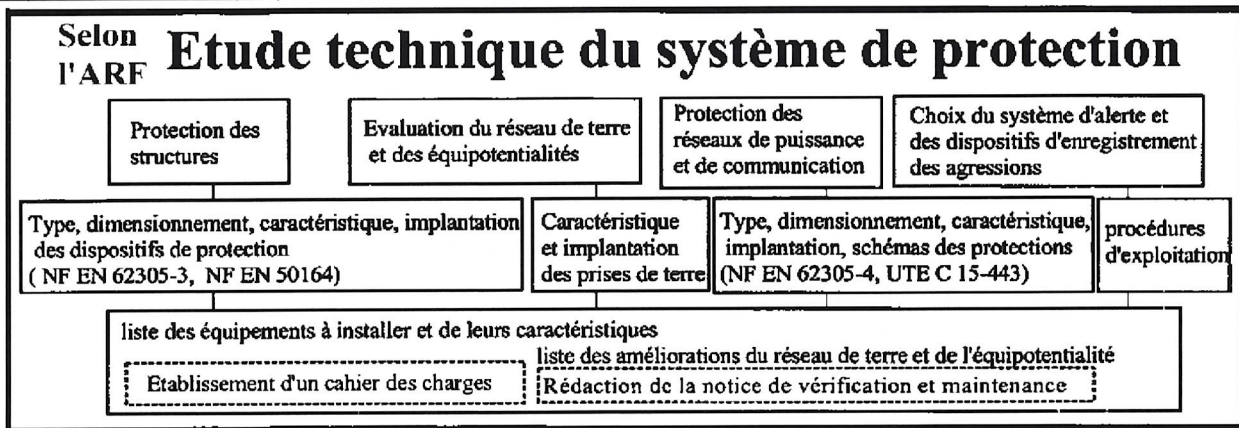 Selon
l'ARF
Etude technique du système de protection
Protection des
structures
Evaluation du réseau de terre
et des équipotentialités
Protection des
réseaux de puissance
et de communication
Choix du système d'alerte et
des dispositifs d'enregistrement
des agressions
Type, dimensionnement, caractéristique, implantation
des dispositifs de protection
( NF EN 62305-3, NF EN 50164)
Caractéristique
et implantation
des prises de terre
Type, dimensionnement, caractéristique,
implantation, schémas des protections
(NF EN 62305-4, UTE C 15-443)
procédures
d'exploitation
liste des équipements à installer et de leurs caractéristiques
liste des améliorations du réseau de terre et de l'équipotentialité
Etablissement d'un cahier des charges
Rédaction de la notice de vérification et maintenance